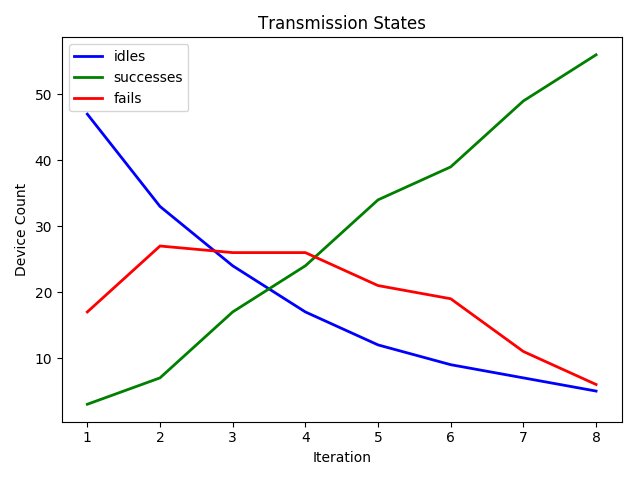 Transmission States
idles
successes
fails
Device Count
50
40
30
20
10
1 2 3 4 5 6 7 8
Iteration